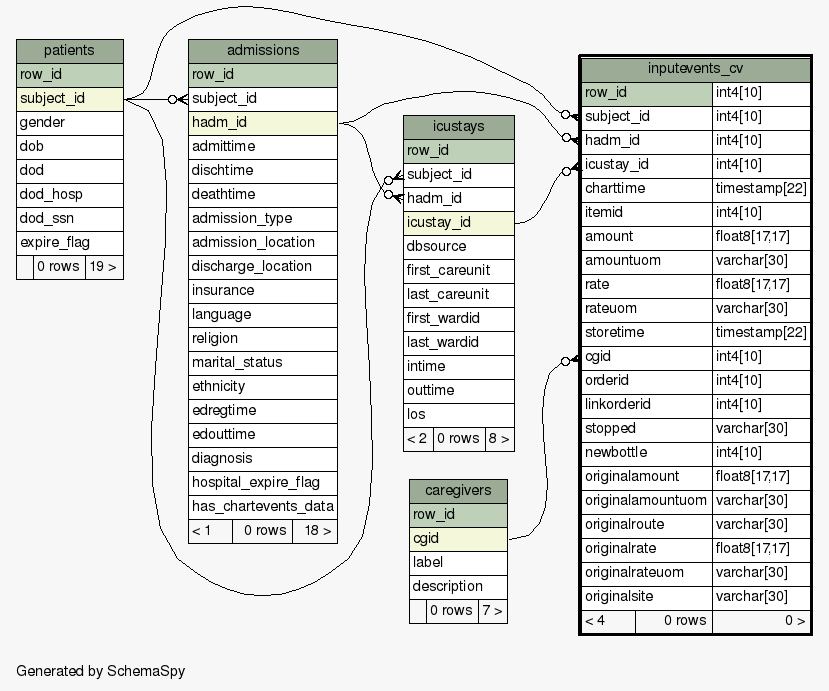 patients
row_id
subject_id
gender
dob
dod
dod_hosp
dod_ssn
expire_flag
0 rows 19 >
admissions
row_id
subject_id
hadm_id
admittime
dischtime
deathtime
admission_type
admission_location
discharge_location
insurance
language
religion
marital_status
ethnicity
edregtime
edouttime
diagnosis
hospital_expire_flag
has_chartevents_data
< 1 0 rows 18 >
icustays
row_id
subject_id
hadm_id
icustay_id
dbsource
first_careunit
last_careunit
first_wardid
last_wardid
intime
outtime
los
< 2 0 rows 8 >
caregivers
row_id
cgid
label
description
0 rows 7 >
inputevents_cv
row_id int4[10]
subject_id int4[10]
hadm_id int4[10]
icustay_id int4[10]
charttime timestamp[22]
itemid int4[10]
amount float8[17,17]
amountuom varchar[30]
rate float8[17,17]
rateuom varchar[30]
storetime timestamp[22]
cgid int4[10]
orderid int4[10]
linkorderid int4[10]
stopped varchar[30]
newbottle int4[10]
originalamount float8[17,17]
originalamountuom varchar[30]
originalroute varchar[30]
originalrate float8[17,17]
originalrateuom varchar[30]
originalsite varchar[30]
< 4 0 rows 0 >
Generated by SchemaSpy